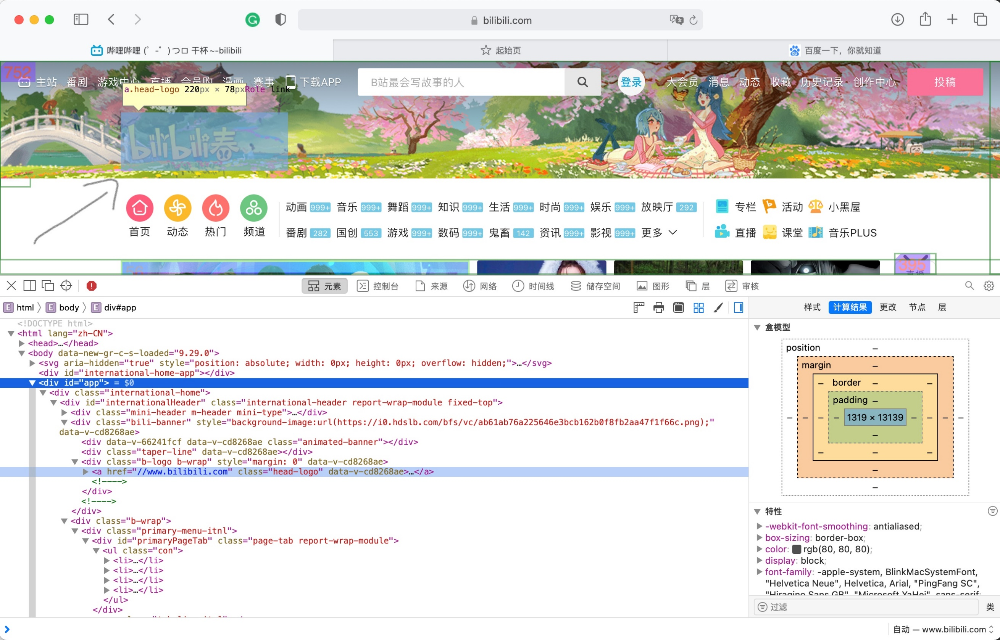 bilibili.com
哔哩哔哩 (゜-゜)つロ 干杯~-bilibili
起始页
百度一下，你就知道
752
主站 番剧 游戏中心 直播 会员购 漫画 赛事 下载APP
B站最会写故事的人
登录
大会员 消息 动态 收藏 历史记录 创作中心
投稿
a.head-logo 220px × 78pxRole link
bilibili春
首页 动态 热门 频道
动画 999+ 音乐 999+ 舞蹈 999+ 知识 999+ 生活 999+ 时尚 999+ 娱乐 999+ 放映厅 292
番剧 282 国创 553 游戏 999+ 数码 999+ 鬼畜 142 资讯 999+ 影视 999+ 更多
专栏 活动 小黑屋
直播 课堂 音乐PLUS
395
直播
元素 控制台 来源 网络 时间线 储存空间 图形 层 审核
E html E body E div#app
样式 计算结果 更改 节点 层
<!DOCTYPE html>
<html lang="zh-CN">
<head>…</head>
<body data-new-gr-c-s-loaded="9.29.0">
<svg aria-hidden="true" style="position: absolute; width: 0px; height: 0px; overflow: hidden;">…</svg>
<div id="international-home-app"></div>
<div id="app"> = $0
<div class="international-home">
<div id="internationalHeader" class="international-header report-wrap-module fixed-top">
<div class="mini-header m-header mini-type">…</div>
<div class="bili-banner" style="background-image:url(https://i0.hdslb.com/bfs/vc/ab61ab76a225646e3bcb162b0f8fb2aa47f1f66c.png);"
data-v-cd8268ae>
<div data-v-66241fcf data-v-cd8268ae class="animated-banner"></div>
<div class="taper-line" data-v-cd8268ae></div>
<div class="b-logo b-wrap" style="margin: 0" data-v-cd8268ae>
<a href="//www.bilibili.com" class="head-logo" data-v-cd8268ae>…</a>
<!---->
</div>
<!---->
</div>
<div class="b-wrap">
<div class="primary-menu-itnl">
<div id="primaryPageTab" class="page-tab report-wrap-module">
<ul class="con">
<li>…</li>
<li>…</li>
<li>…</li>
<li>…</li>
</ul>
</div>
盒模型
position –
margin –
– border – –
padding –
– – – – 1319 × 13139 – – – –
–
– – –
–
–
特性
-webkit-font-smoothing: antialiased;
box-sizing: border-box;
color: rgb(80, 80, 80);
display: block;
font-family: -apple-system, BlinkMacSystemFont,
"Helvetica Neue", Helvetica, Arial, "PingFang SC",
"Hiragino Sans GB", "Microsoft YaHei", sans-serif;
过滤
类
自动 — www.bilibili.com